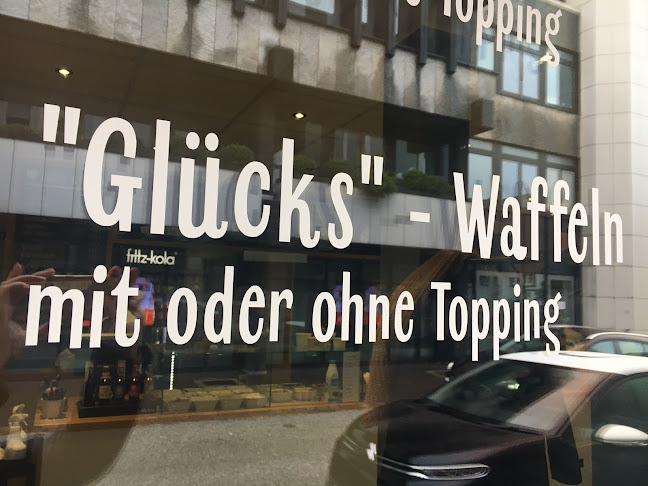 Topping
"Glücks" - Waffeln
fritz-kola
mit oder ohne Topping